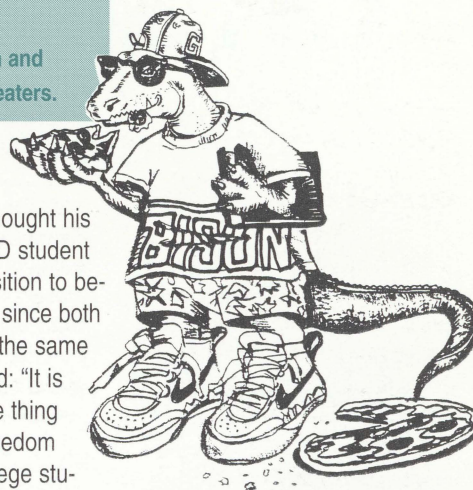 and
eaters.
ought his
D student
sition to be-
since both
the same
d: "It is
e thing
edom
ege stu-
G
BISON